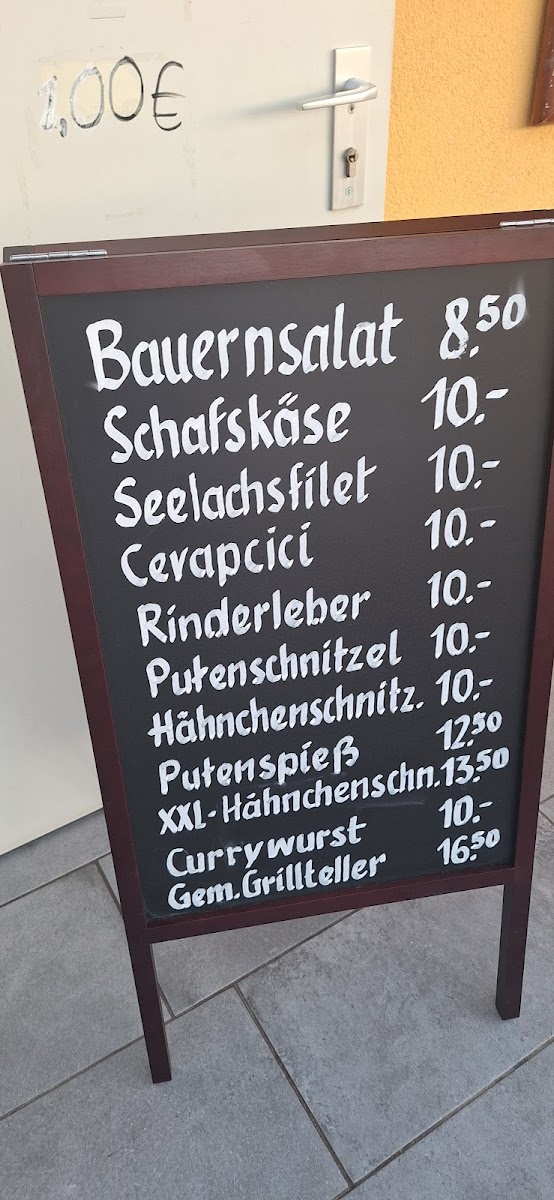 1,00€
Bauernsalat 8.50
Schafskäse 10.-
Seelachsfilet 10.-
Cevapcici 10.-
Rinderleber 10.-
Putenschnitzel 10.-
Hähnchenschnitz. 10.-
Putenspieß 12.50
XXL-Hähnchenschn. 13.50
Currywurst 10.-
Gem. Grillteller 16.50